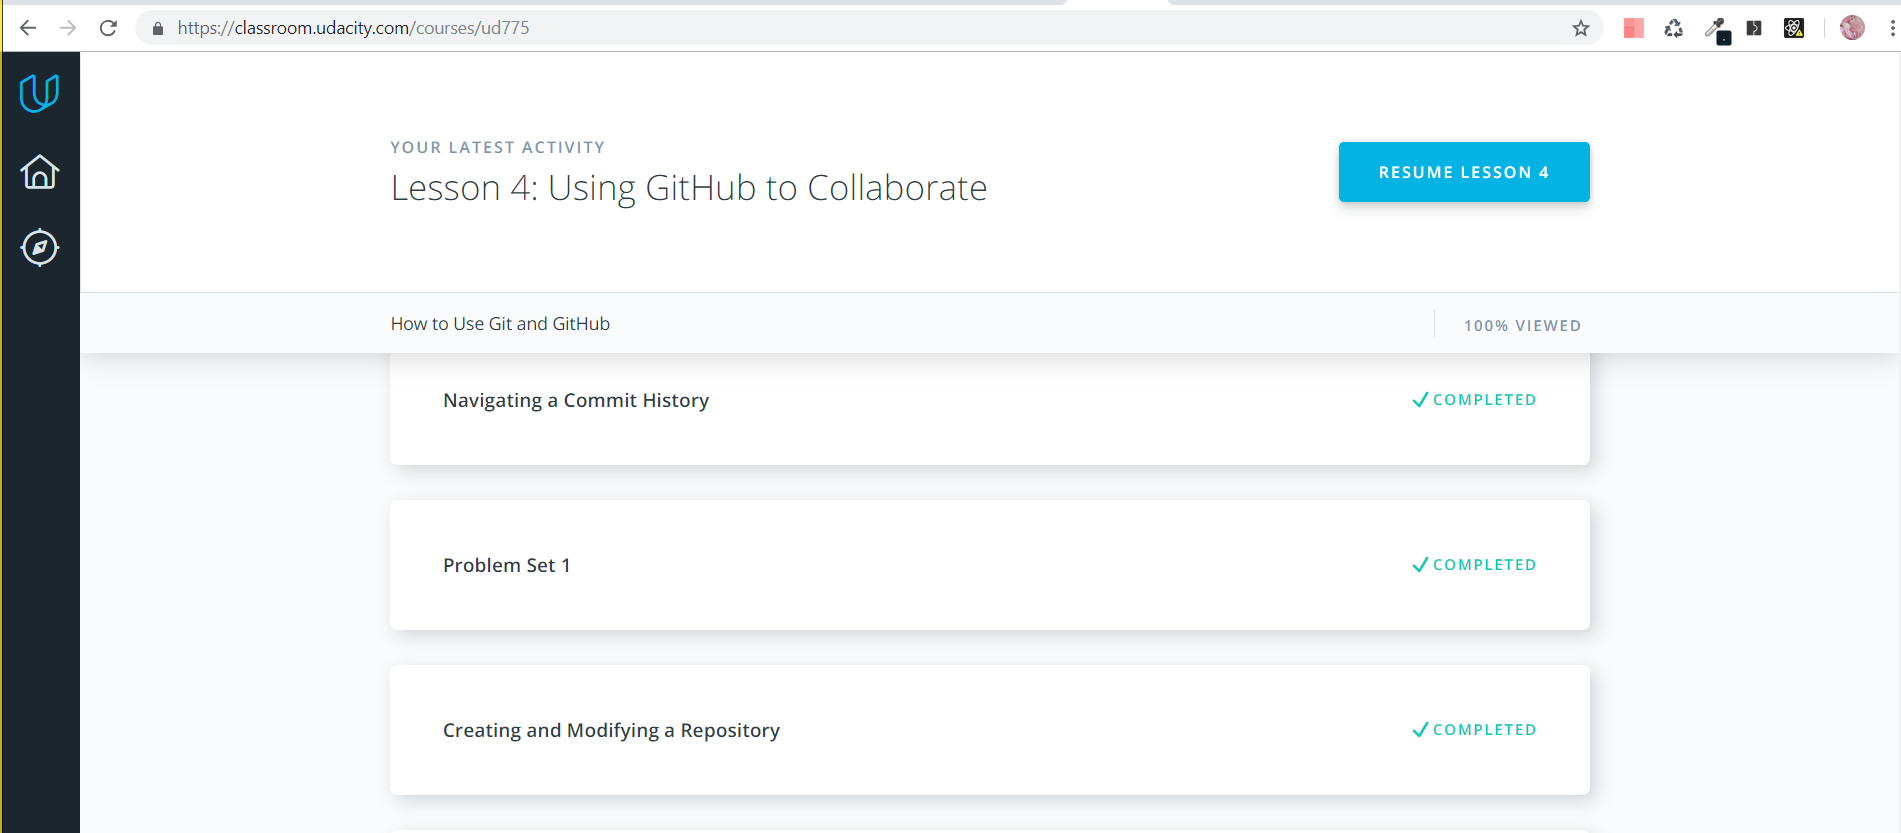 https://classroom.udacity.com/courses/ud775
YOUR LATEST ACTIVITY
Lesson 4: Using GitHub to Collaborate
RESUME LESSON 4
How to Use Git and GitHub
100% VIEWED
Navigating a Commit History
COMPLETED
Problem Set 1
COMPLETED
Creating and Modifying a Repository
COMPLETED